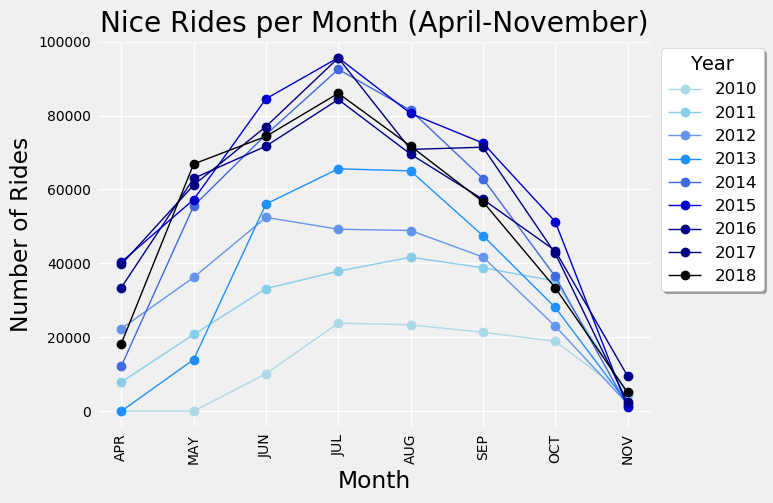 Nice Rides per Month (April-November)
100000
80000
60000
40000
20000
0
Number of Rides
APR
MAY
JUN
JUL
AUG
SEP
OCT
NOV
Month
Year
2010
2011
2012
2013
2014
2015
2016
2017
2018